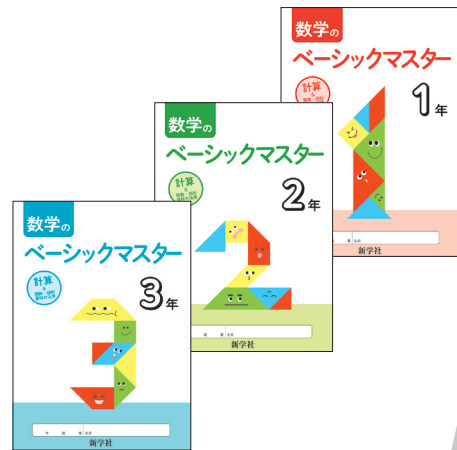 数学の
ベーシックマスター
計算
&
1年
新学社
数学の
ベーシックマスター
計算
&
2年
新学社
数学の
ベーシックマスター
計算
&
3年
新学社